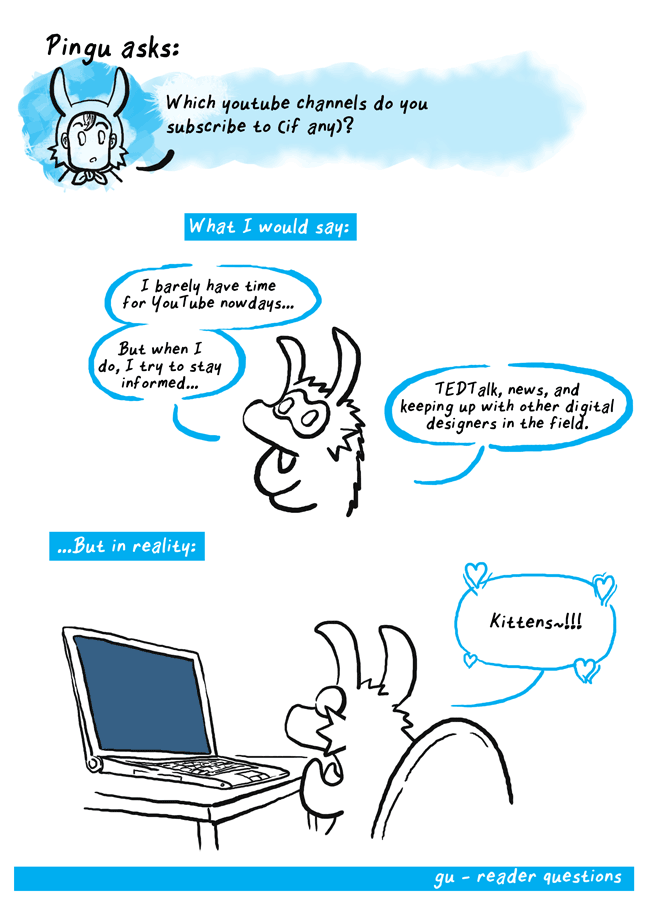 Pingu asks:
Which youtube channels do you
subscribe to (if any)?
What I would say:
I barely have time
for YouTube nowdays...
But when I
do, I try to stay
informed...
TEDTalk, news, and
keeping up with other digital
designers in the field.
...But in reality:
Kittens~!!!
gu - reader questions